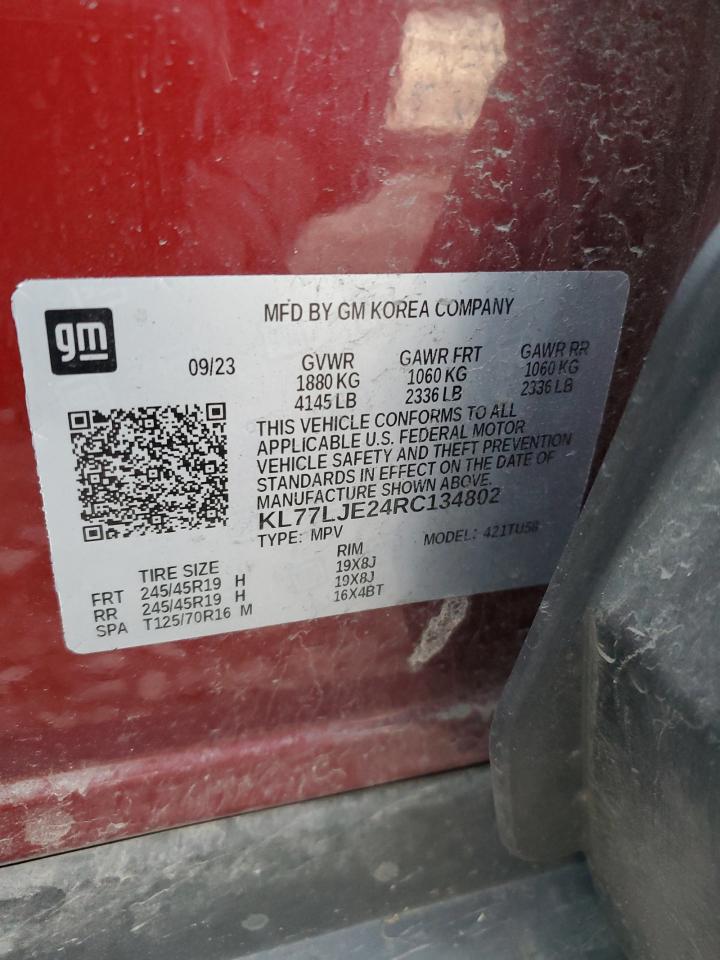 gm
MFD BY GM KOREA COMPANY
09/23
GVWR GAWR FRT GAWR RR
1880 KG 1060 KG 1060 KG
4145 LB 2336 LB 2336 LB
THIS VEHICLE CONFORMS TO ALL
APPLICABLE U.S. FEDERAL MOTOR
VEHICLE SAFETY AND THEFT PREVENTION
STANDARDS IN EFFECT ON THE DATE OF
MANUFACTURE SHOWN ABOVE.
KL77LJE24RC134802
TYPE: MPV MODEL: 421TU58
TIRE SIZE RIM
FRT 245/45R19 H 19X8J
RR 245/45R19 H 19X8J
SPA T125/70R16 M 16X4BT